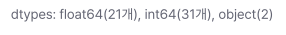 dtypes: float64(21개), int64(31개), object(2)